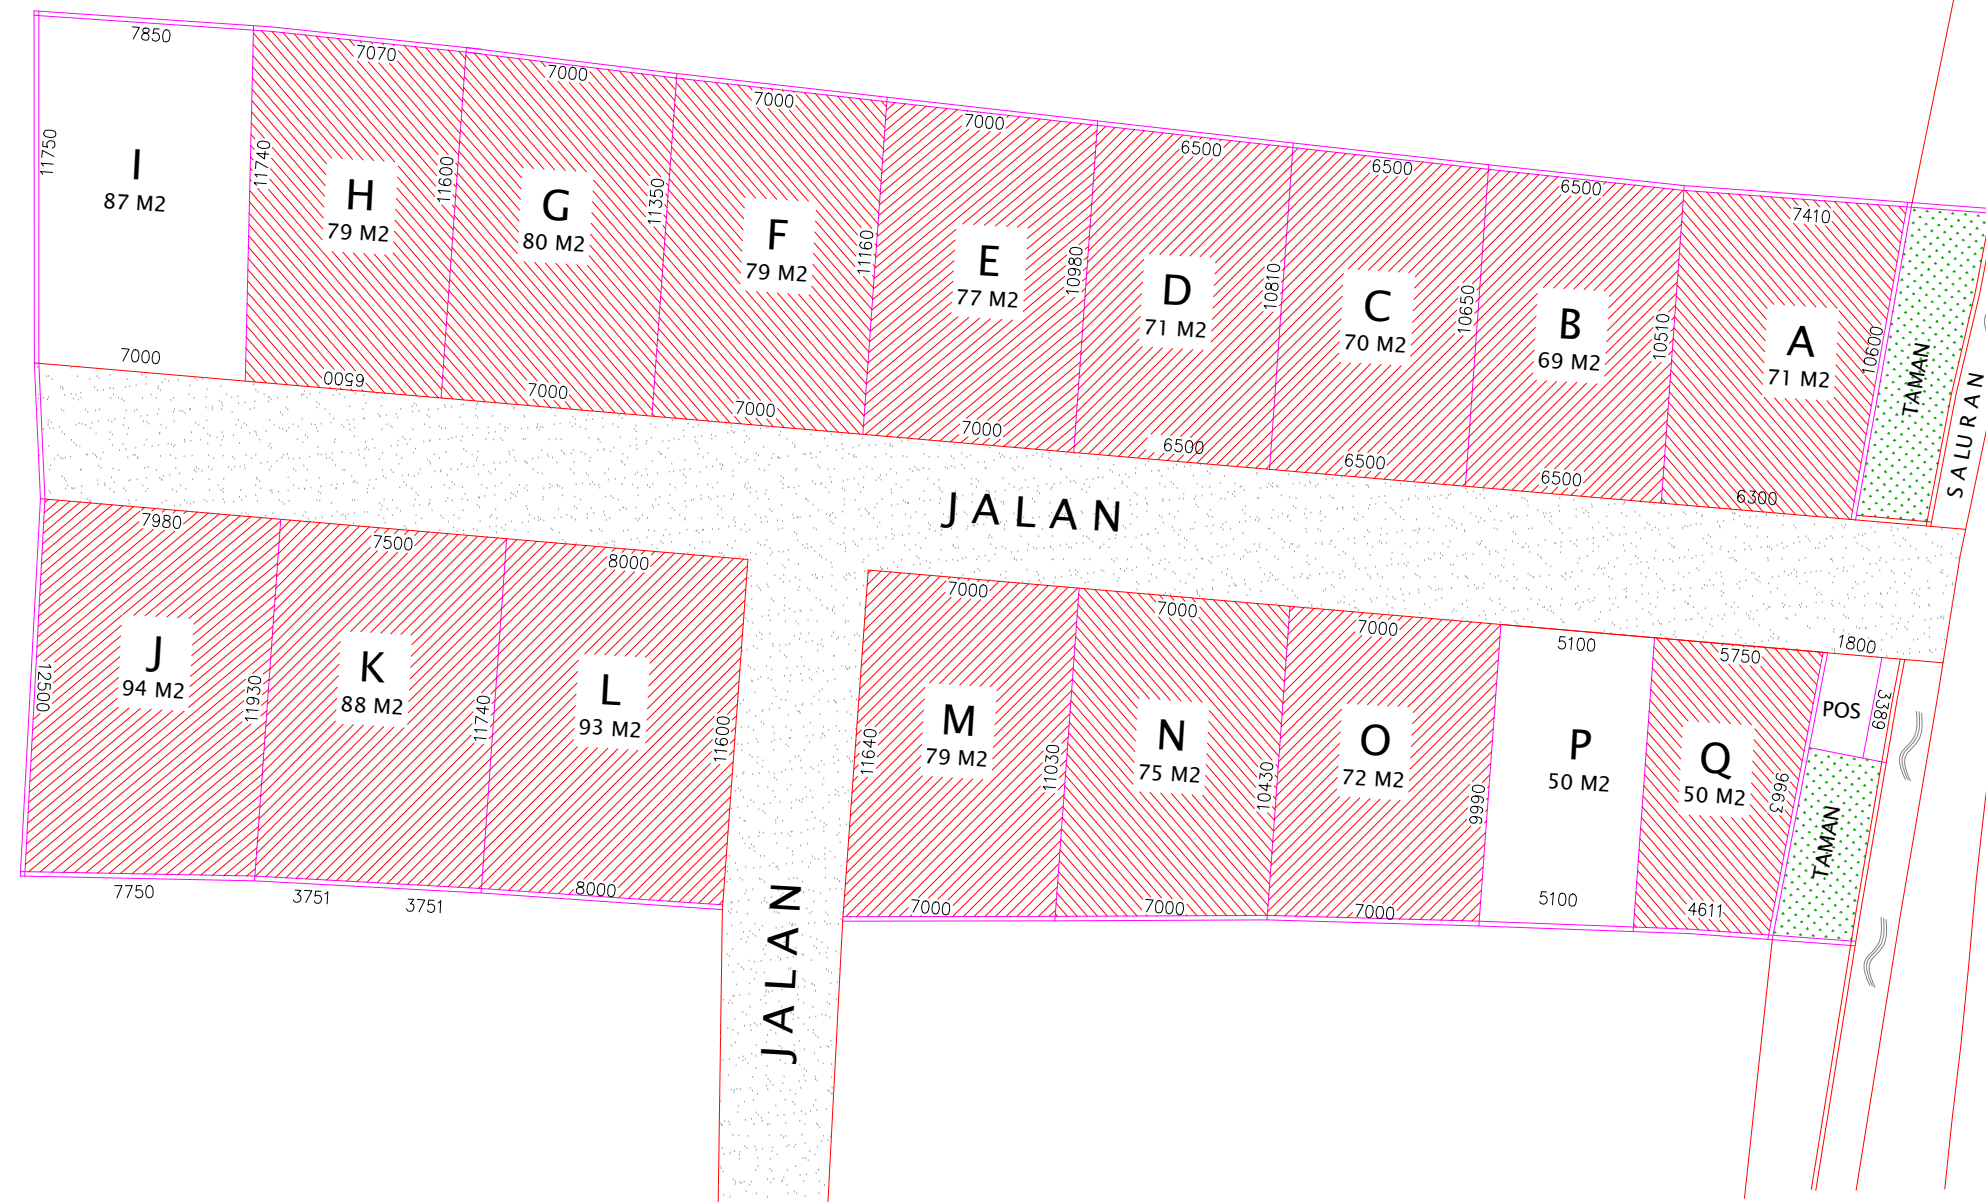 7850
7070
7000
7000
7000
6500
6500
6500
7410
11750
I
87 M2
11740
H
79 M2
11600
G
80 M2
11350
F
79 M2
11160
E
77 M2
10980
D
71 M2
10810
C
70 M2
10650
B
69 M2
10510
A
71 M2
10600
TAMAN
SALURAN
7000
6500
7000
7000
7000
6500
6500
6500
6300
JALAN
7980
7500
8000
7000
7000
7000
5100
5750
1800
12500
J
94 M2
11930
K
88 M2
11740
L
93 M2
11600
11640
M
79 M2
11030
N
75 M2
10430
O
72 M2
9990
P
50 M2
Q
50 M2
9663
POS
3389
TAMAN
7750
3751
3751
8000
7000
7000
7000
5100
4611
JALAN